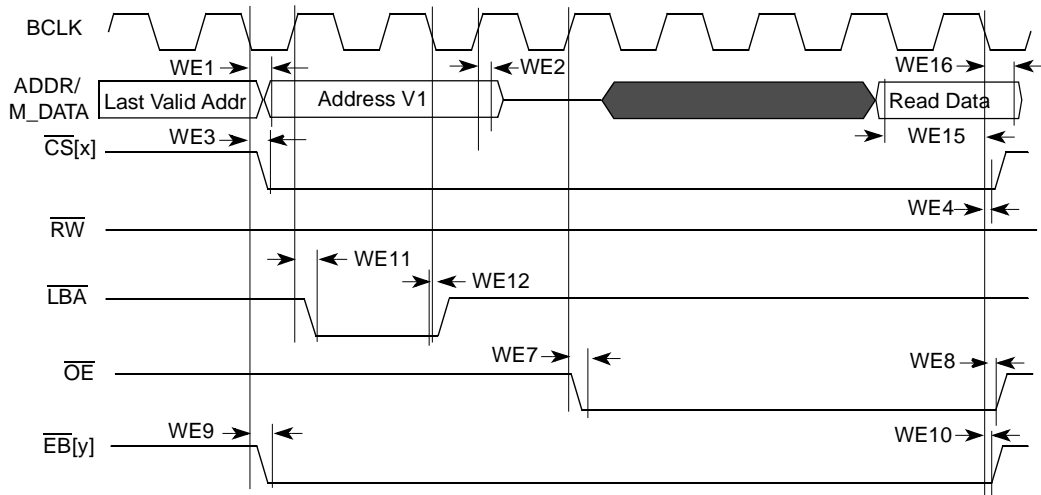 BCLK
WE1
WE2
WE16
ADDR/
M_DATA
Last Valid Addr
Address V1
Read Data
WE3
WE15
CS[x]
WE4
RW
WE11
WE12
LBA
WE7
WE8
OE
WE9
WE10
EB[y]